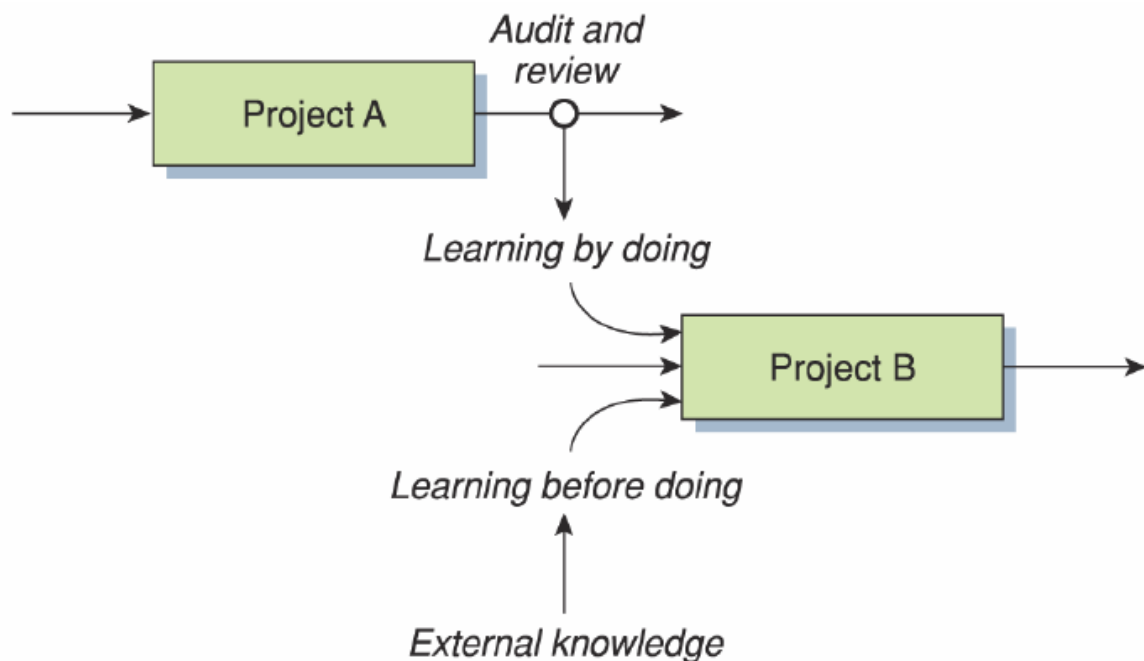 Audit and
review
Project A
Learning by doing
Project B
Learning before doing
External knowledge